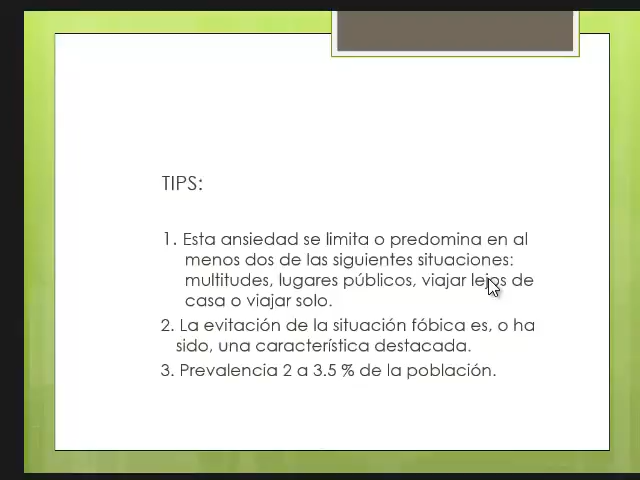 TIPS:
1. Esta ansiedad se limita o predomina en al
menos dos de las siguientes situaciones:
multitudes, lugares públicos, viajar lejos de
casa o viajar solo.
2. La evitación de la situación fóbica es, o ha
sido, una característica destacada.
3. Prevalencia 2 a 3.5 % de la población.